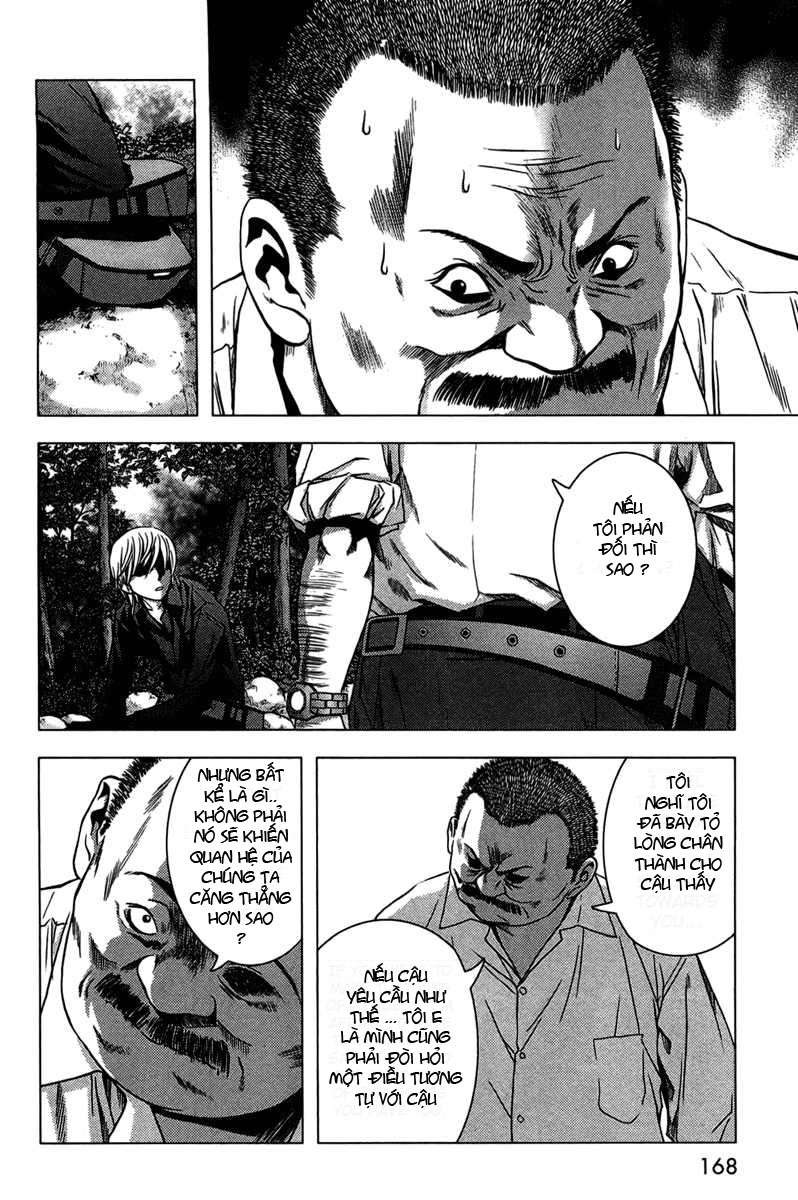 NẾU
TÔI PHẢN
ĐỐI THÌ
SAO ?
TÔI
NGHĨ TÔI
ĐÃ BÀY TỎ
LÒNG CHÂN
THÀNH CHO
CẬU THẤY
NẾU CẬU
YÊU CẦU NHƯ
THẾ ... TÔI E
LÀ MÌNH CŨNG
PHẢI ĐÒI HỎI
MỘT ĐIỀU TƯƠNG
TỰ VỚI CẬU
NHƯNG BẤT
KỂ LÀ GÌ..
KHÔNG PHẢI
NÓ SẼ KHIẾN
QUAN HỆ CỦA
CHÚNG TA
CĂNG THẲNG
HƠN SAO
?
168